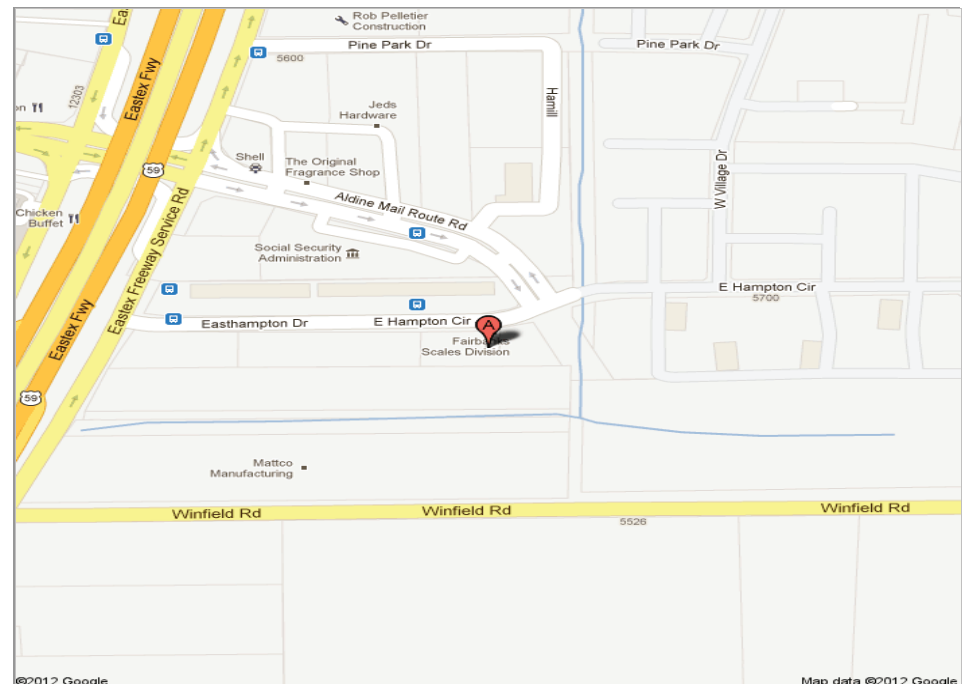 Ea
Rob Pelletier
Construction
Pine Park Dr
Pine Park Dr
5600
Eastex Fwy
12303
on
Jeds
Hardware
Hamill
Shell
The Original
Fragrance Shop
59
W Village Dr
Aldine Mail Route Rd
Chicken
Buffet
Eastex Freeway Service Rd
Social Security
Administration
E Hampton Cir
5700
Easthampton Dr
E Hampton Cir
A
Eastex Fwy
Fairbanks
Scales Division
59
Mattco
Manufacturing
Winfield Rd
Winfield Rd
Winfield Rd
5526
©2012 Google
Map data ©2012 Google